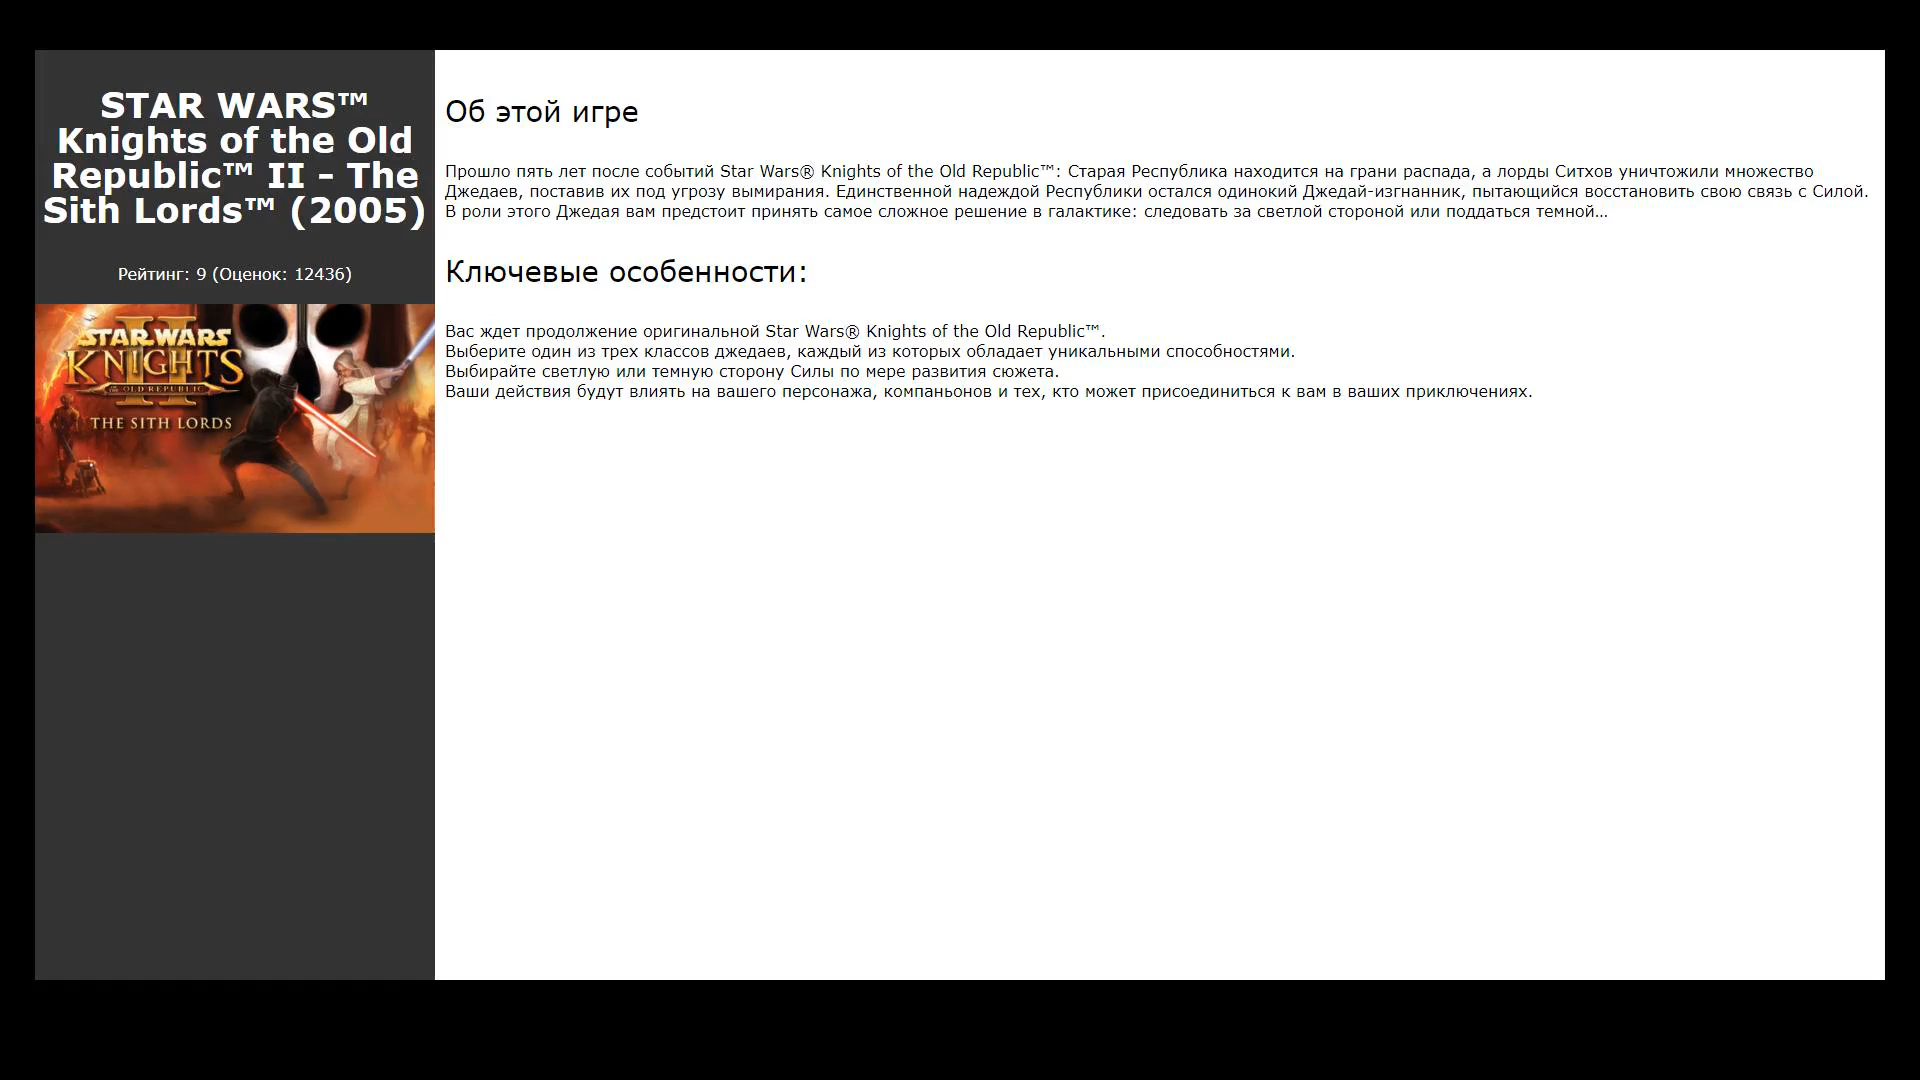 STAR WARS™
Knights of the Old
Republic™ II - The
Sith Lords™ (2005)
Рейтинг: 9 (Оценок: 12436)
STAR WARS
KNIGHTS
OF THE OLD REPUBLIC
II
THE SITH LORDS
Об этой игре
Прошло пять лет после событий Star Wars® Knights of the Old Republic™: Старая Республика находится на грани распада, а лорды Ситхов уничтожили множество
Джедаев, поставив их под угрозу вымирания. Единственной надеждой Республики остался одинокий Джедай-изгнанник, пытающийся восстановить свою связь с Силой.
В роли этого Джедая вам предстоит принять самое сложное решение в галактике: следовать за светлой стороной или поддаться темной…
Ключевые особенности:
Вас ждет продолжение оригинальной Star Wars® Knights of the Old Republic™.
Выберите один из трех классов джедаев, каждый из которых обладает уникальными способностями.
Выбирайте светлую или темную сторону Силы по мере развития сюжета.
Ваши действия будут влиять на вашего персонажа, компаньонов и тех, кто может присоединиться к вам в ваших приключениях.